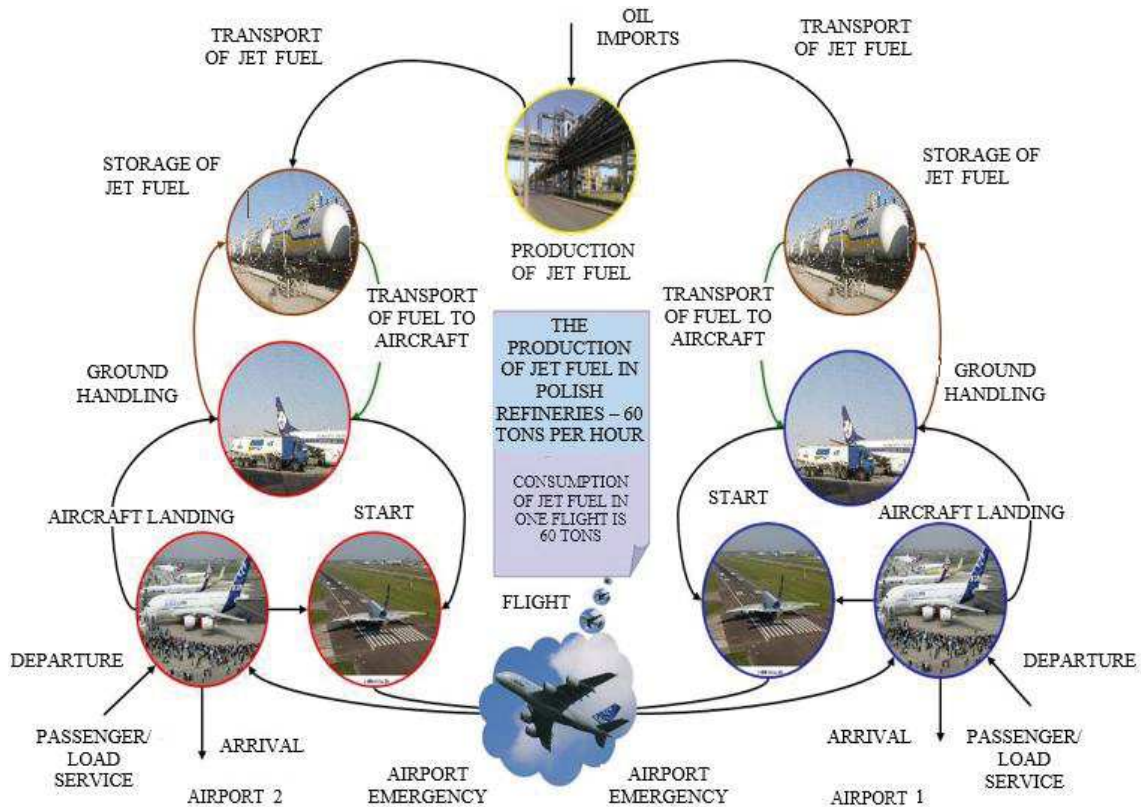 OIL
IMPORTS
TRANSPORT
OF JET FUEL
TRANSPORT
OF JET FUEL
STORAGE OF
JET FUEL
STORAGE OF
JET FUEL
PRODUCTION
OF JET FUEL
TRANSPORT
OF FUEL TO
AIRCRAFT
TRANSPORT
OF FUEL TO
AIRCRAFT
THE
PRODUCTION
OF JET FUEL IN
POLISH
REFINERIES – 60
TONS PER HOUR
GROUND
HANDLING
GROUND
HANDLING
CONSUMPTION
OF JET FUEL IN
ONE FLIGHT IS
60 TONS
AIRCRAFT LANDING
START
START
AIRCRAFT LANDING
FLIGHT
DEPARTURE
DEPARTURE
PASSENGER/
LOAD
SERVICE
ARRIVAL
ARRIVAL
PASSENGER/
LOAD
SERVICE
AIRPORT 2
AIRPORT
EMERGENCY
AIRPORT
EMERGENCY
AIRPORT 1